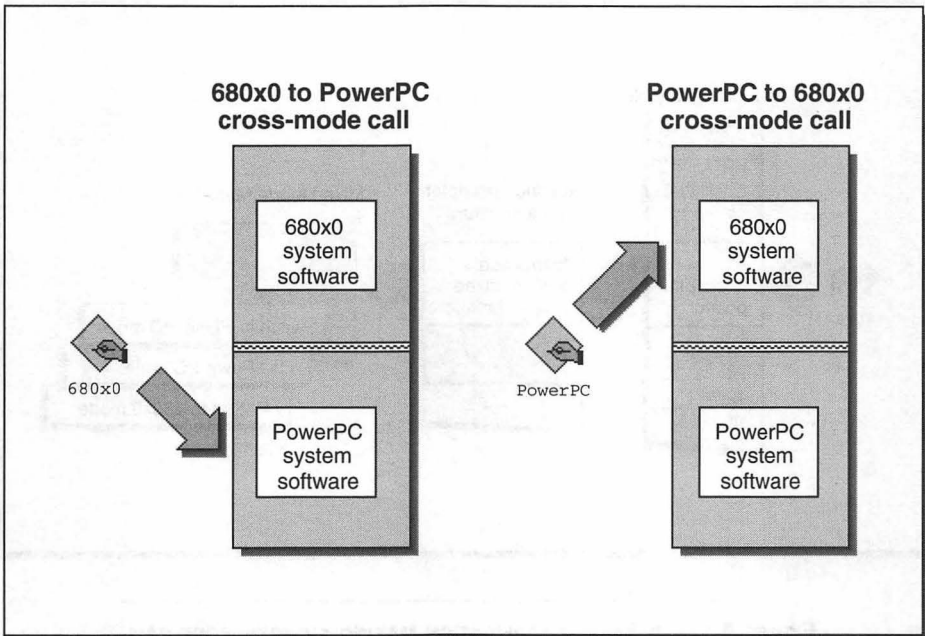 680x0 to PowerPC
cross-mode call
680x0
system
software
680x0
PowerPC
system
software
PowerPC to 680x0
cross-mode call
680x0
system
software
PowerPC
PowerPC
system
software